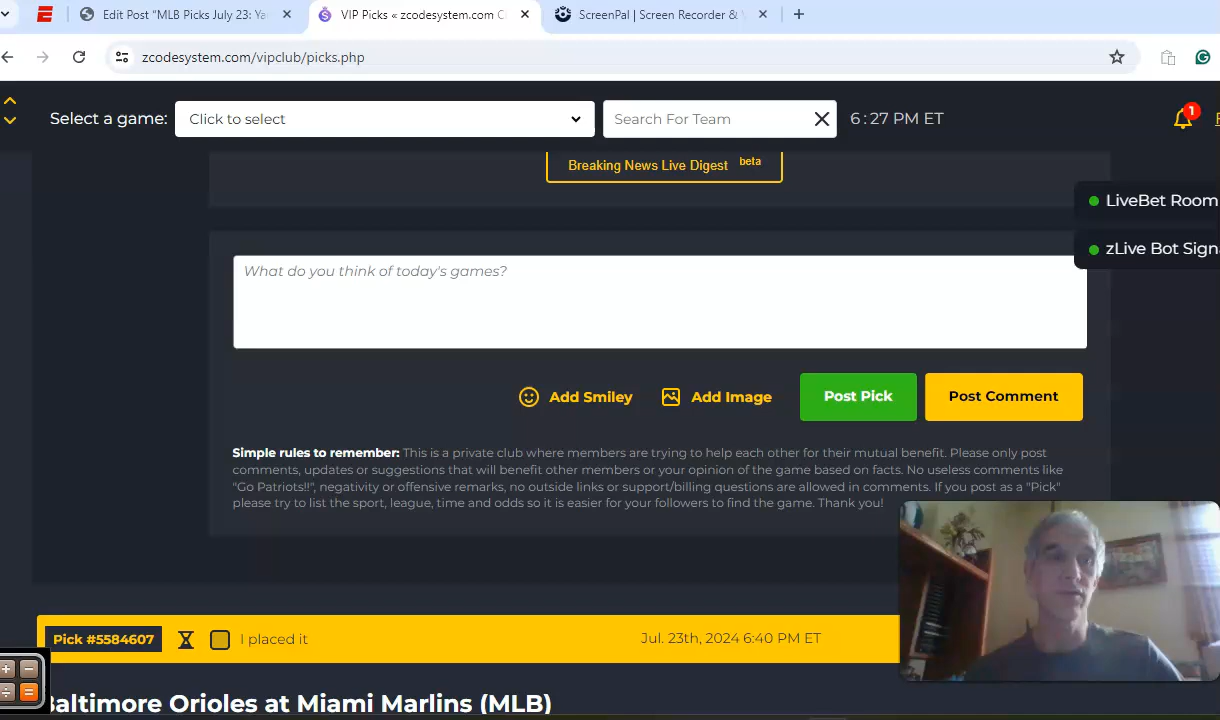 Edit Post "MLB Picks July 23: Ya
VIP Picks « zcodesystem.com C
ScreenPal | Screen Recorder &
zcodesystem.com/vipclub/picks.php
Select a game:
Click to select
Search For Team
6:27 PM ET
1
Breaking News Live Digest beta
LiveBet Room
zLive Bot Sign
What do you think of today's games?
Add Smiley
Add Image
Post Pick
Post Comment
Simple rules to remember: This is a private club where members are trying to help each other for their mutual benefit. Please only post
comments, updates or suggestions that will benefit other members or your opinion of the game based on facts. No useless comments like
"Go Patriots!!", negativity or offensive remarks, no outside links or support/billing questions are allowed in comments. If you post as a "Pick"
please try to list the sport, league, time and odds so it is easier for your followers to find the game. Thank you!
Pick #5584607
I placed it
Jul. 23th, 2024 6:40 PM ET
Baltimore Orioles at Miami Marlins (MLB)